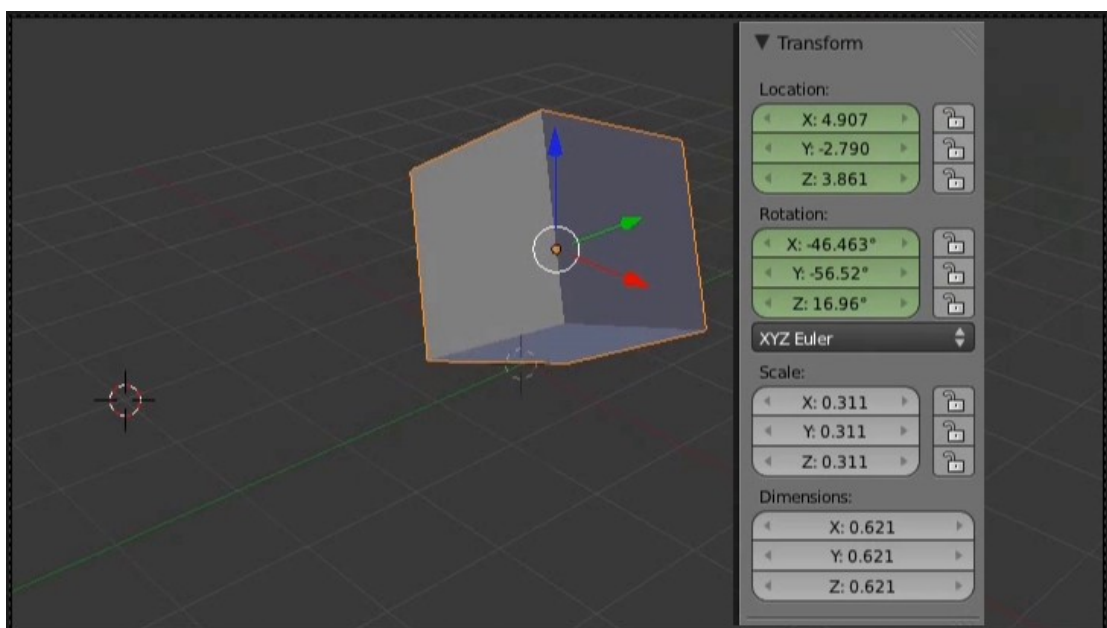 Transform
Location:
X: 4.907
Y: -2.790
Z: 3.861
Rotation:
X: -46.463°
Y: -56.52°
Z: 16.96°
XYZ Euler
Scale:
X: 0.311
Y: 0.311
Z: 0.311
Dimensions:
X: 0.621
Y: 0.621
Z: 0.621